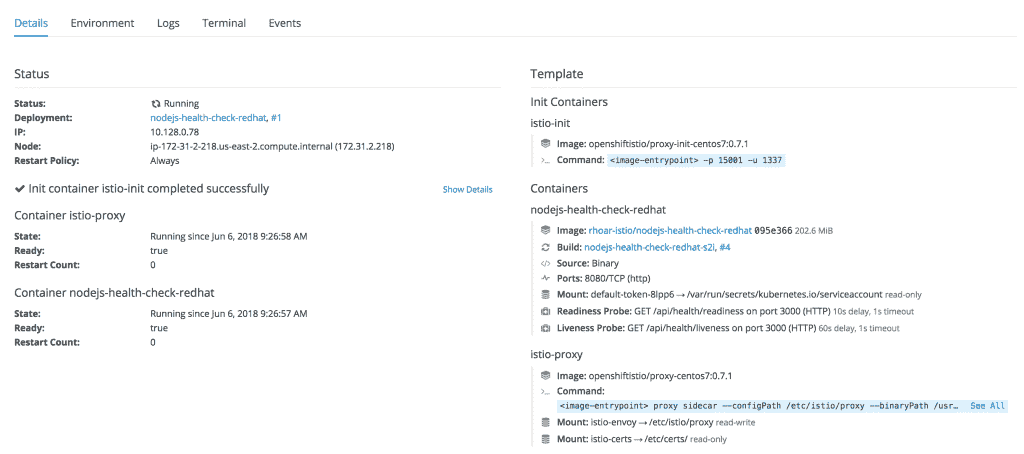 Details Environment Logs Terminal Events
Status
Status: Running
Deployment: nodejs-health-check-redhat, #1
IP: 10.128.0.78
Node: ip-172-31-2-218.us-east-2.compute.internal (172.31.2.218)
Restart Policy: Always
Init container istio-init completed successfully Show Details
Container istio-proxy
State: Running since Jun 6, 2018 9:26:58 AM
Ready: true
Restart Count: 0
Container nodejs-health-check-redhat
State: Running since Jun 6, 2018 9:26:57 AM
Ready: true
Restart Count: 0
Template
Init Containers
istio-init
Image: openshiftistio/proxy-init-centos7:0.7.1
Command: <image-entrypoint> -p 15001 -u 1337
Containers
nodejs-health-check-redhat
Image: rhoar-istio/nodejs-health-check-redhat 095e366 202.6 MiB
Build: nodejs-health-check-redhat-s2i, #4
Source: Binary
Ports: 8080/TCP (http)
Mount: default-token-8lpp6 → /var/run/secrets/kubernetes.io/serviceaccount read-only
Readiness Probe: GET /api/health/readiness on port 3000 (HTTP) 10s delay, 1s timeout
Liveness Probe: GET /api/health/liveness on port 3000 (HTTP) 60s delay, 1s timeout
istio-proxy
Image: openshiftistio/proxy-centos7:0.7.1
Command:
<image-entrypoint> proxy sidecar --configPath /etc/istio/proxy --binaryPath /usr… See All
Mount: istio-envoy → /etc/istio/proxy read-write
Mount: istio-certs → /etc/certs/ read-only